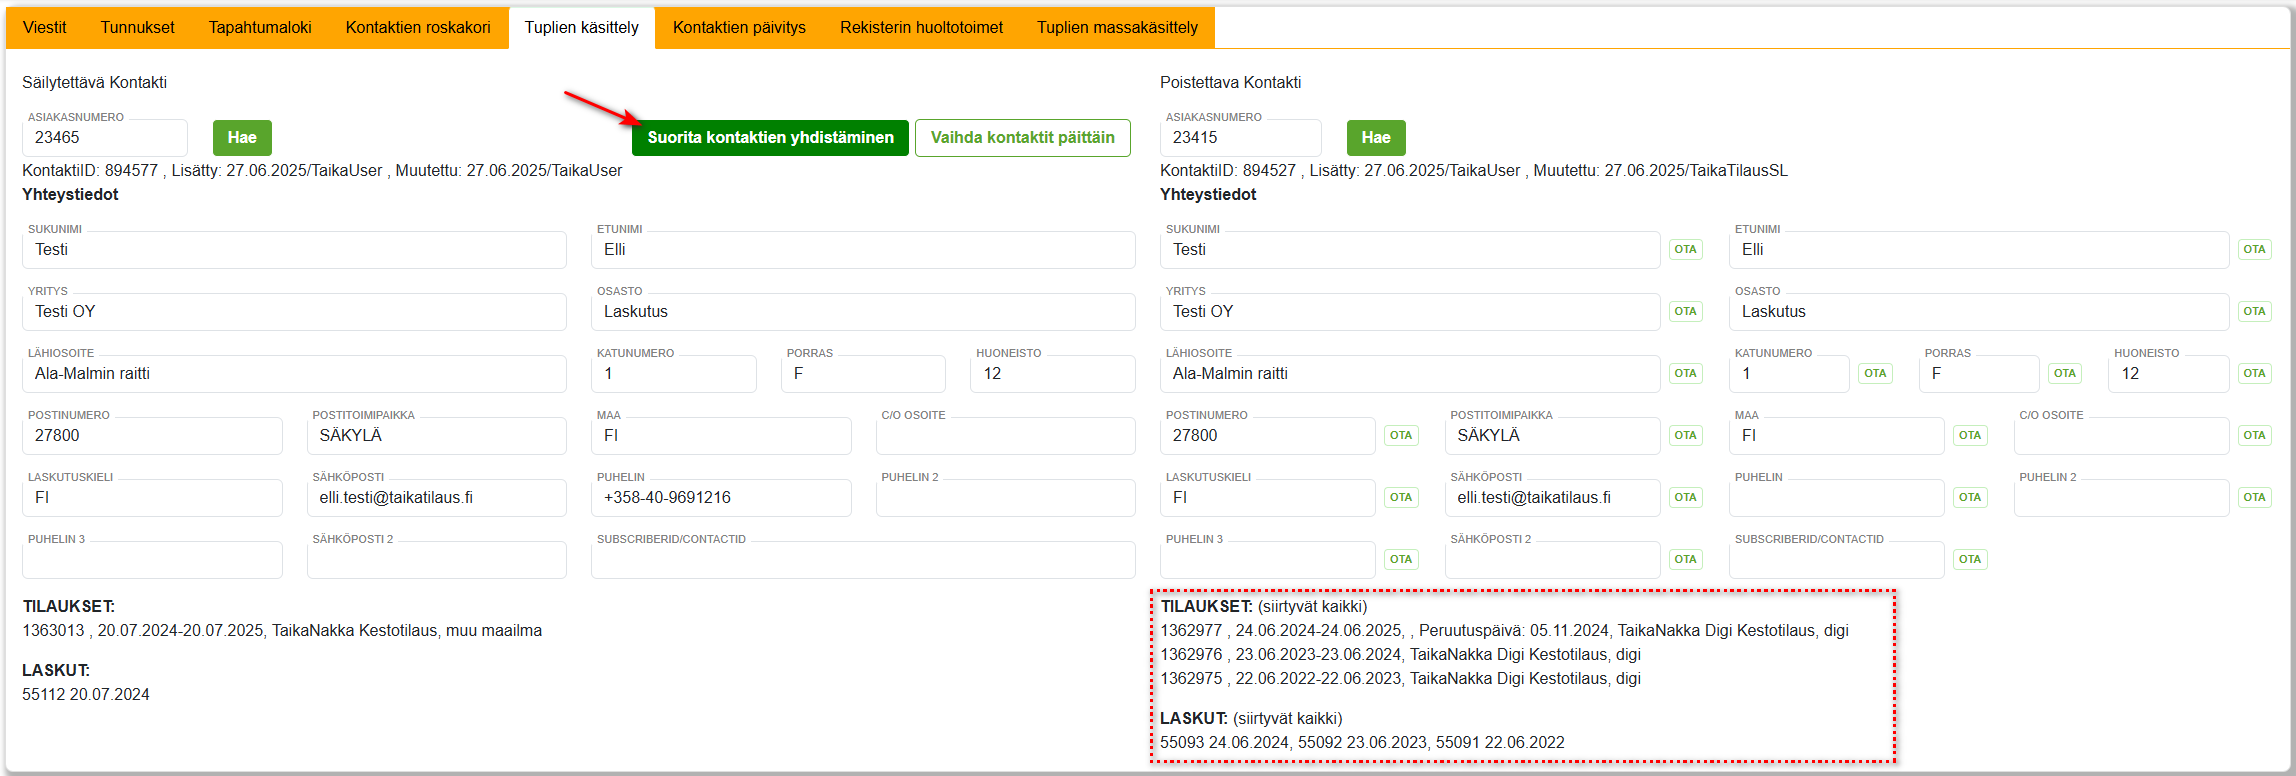 Viestit Tunnukset Tapahtumaloki Kontaktien roskakori Tuplien käsittely Kontaktien päivitys Rekisterin huoltotoimet Tuplien massakäsittely
Säilytettävä Kontakti
ASIAKASNUMERO
23465 Hae Suorita kontaktien yhdistäminen Vaihda kontaktit päittäin
KontaktiID: 894577 , Lisätty: 27.06.2025/TaikaUser , Muutettu: 27.06.2025/TaikaUser
Yhteystiedot
SUKUNIMI ETUNIMI
Testi Elli
YRITYS OSASTO
Testi OY Laskutus
LÄHIOSOITE KATUNUMERO PORRAS HUONEISTO
Ala-Malmin raitti 1 F 12
POSTINUMERO POSTITOIMIPAIKKA MAA C/O OSOITE
27800 SÄKYLÄ FI
LASKUTUSKIELI SÄHKÖPOSTI PUHELIN PUHELIN 2
FI elli.testi@taikatilaus.fi +358-40-9691216
PUHELIN 3 SÄHKÖPOSTI 2 SUBSCRIBERID/CONTACTID
TILAUKSET:
1363013 , 20.07.2024-20.07.2025, TaikaNakka Kestotilaus, muu maailma
LASKUT:
55112 20.07.2024
Poistettava Kontakti
ASIAKASNUMERO
23415 Hae
KontaktiID: 894527 , Lisätty: 27.06.2025/TaikaUser , Muutettu: 27.06.2025/TaikaTilausSL
Yhteystiedot
SUKUNIMI ETUNIMI
Testi OTA Elli OTA
YRITYS OSASTO
Testi OY OTA Laskutus OTA
LÄHIOSOITE KATUNUMERO PORRAS HUONEISTO
Ala-Malmin raitti OTA 1 OTA F OTA 12 OTA
POSTINUMERO POSTITOIMIPAIKKA MAA C/O OSOITE
27800 OTA SÄKYLÄ OTA FI OTA OTA
LASKUTUSKIELI SÄHKÖPOSTI PUHELIN PUHELIN 2
FI OTA elli.testi@taikatilaus.fi OTA OTA OTA
PUHELIN 3 SÄHKÖPOSTI 2 SUBSCRIBERID/CONTACTID
OTA OTA OTA
TILAUKSET: (siirtyvät kaikki)
1362977 , 24.06.2024-24.06.2025, , Peruutuspäivä: 05.11.2024, TaikaNakka Digi Kestotilaus, digi
1362976 , 23.06.2023-23.06.2024, TaikaNakka Digi Kestotilaus, digi
1362975 , 22.06.2022-22.06.2023, TaikaNakka Digi Kestotilaus, digi
LASKUT: (siirtyvät kaikki)
55093 24.06.2024, 55092 23.06.2023, 55091 22.06.2022